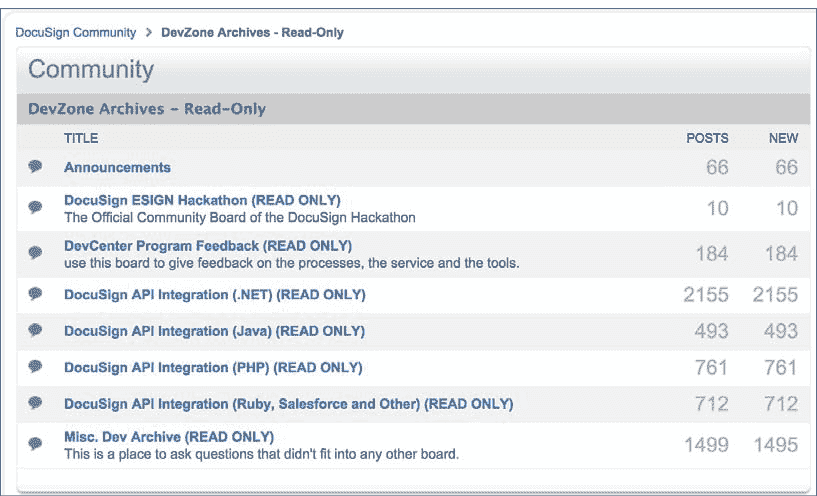 DocuSign Community > DevZone Archives - Read-Only
Community
DevZone Archives - Read-Only
TITLE POSTS NEW
Announcements 66 66
DocuSign ESIGN Hackathon (READ ONLY) 10 10
The Official Community Board of the DocuSign Hackathon
DevCenter Program Feedback (READ ONLY) 184 184
use this board to give feedback on the processes, the service and the tools.
DocuSign API Integration (.NET) (READ ONLY) 2155 2155
DocuSign API Integration (Java) (READ ONLY) 493 493
DocuSign API Integration (PHP) (READ ONLY) 761 761
DocuSign API Integration (Ruby, Salesforce and Other) (READ ONLY) 712 712
Misc. Dev Archive (READ ONLY) 1499 1495
This is a place to ask questions that didn't fit into any other board.